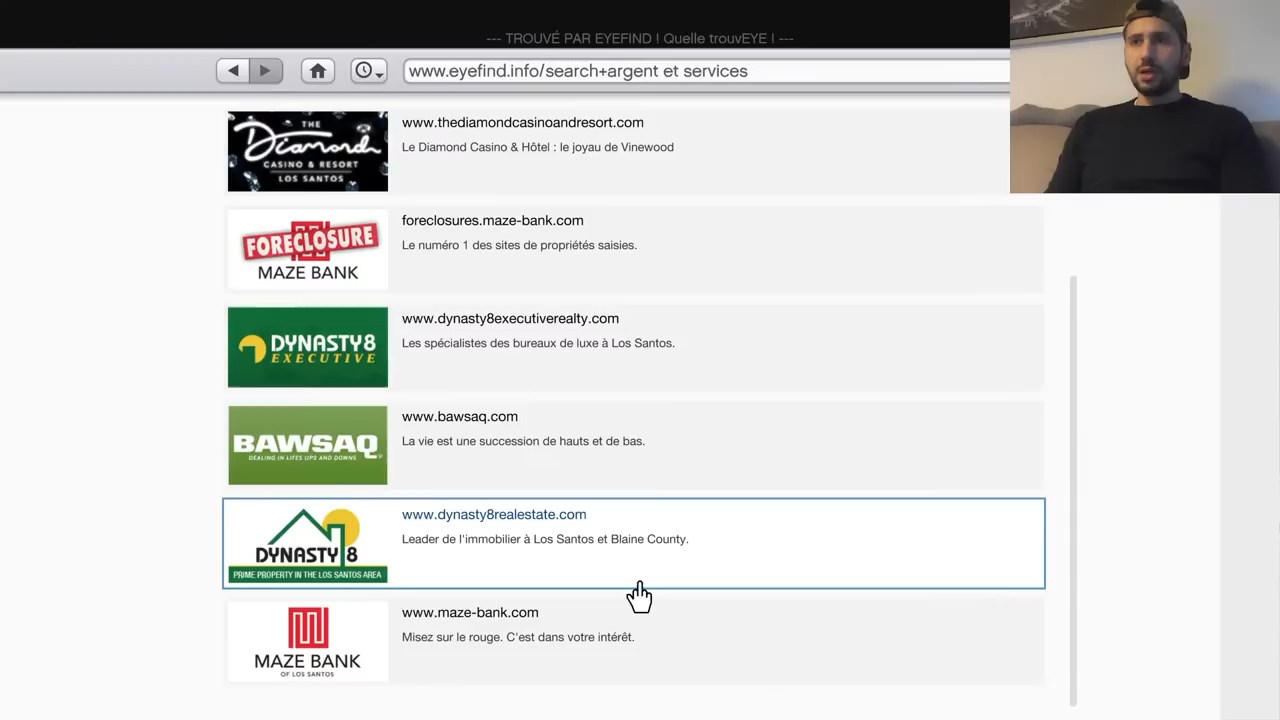 --- TROUVÉ PAR EYEFIND ! Quelle trouvEYE ! ---
www.eyefind.info/search+argent et services
THE
Diamond
CASINO & RESORT
LOS SANTOS
www.thediamondcasinoandresort.com
Le Diamond Casino & Hôtel : le joyau de Vinewood
FORECLOSURE
MAZE BANK
foreclosures.maze-bank.com
Le numéro 1 des sites de propriétés saisies.
DYNASTY 8
EXECUTIVE
www.dynasty8executiverealty.com
Les spécialistes des bureaux de luxe à Los Santos.
BAWSAQ
DEALING IN LIFES UPS AND DOWNS
www.bawsaq.com
La vie est une succession de hauts et de bas.
DYNASTY 8
PRIME PROPERTY IN THE LOS SANTOS AREA
www.dynasty8realestate.com
Leader de l'immobilier à Los Santos et Blaine County.
MAZE BANK
OF LOS SANTOS
www.maze-bank.com
Misez sur le rouge. C'est dans votre intérêt.